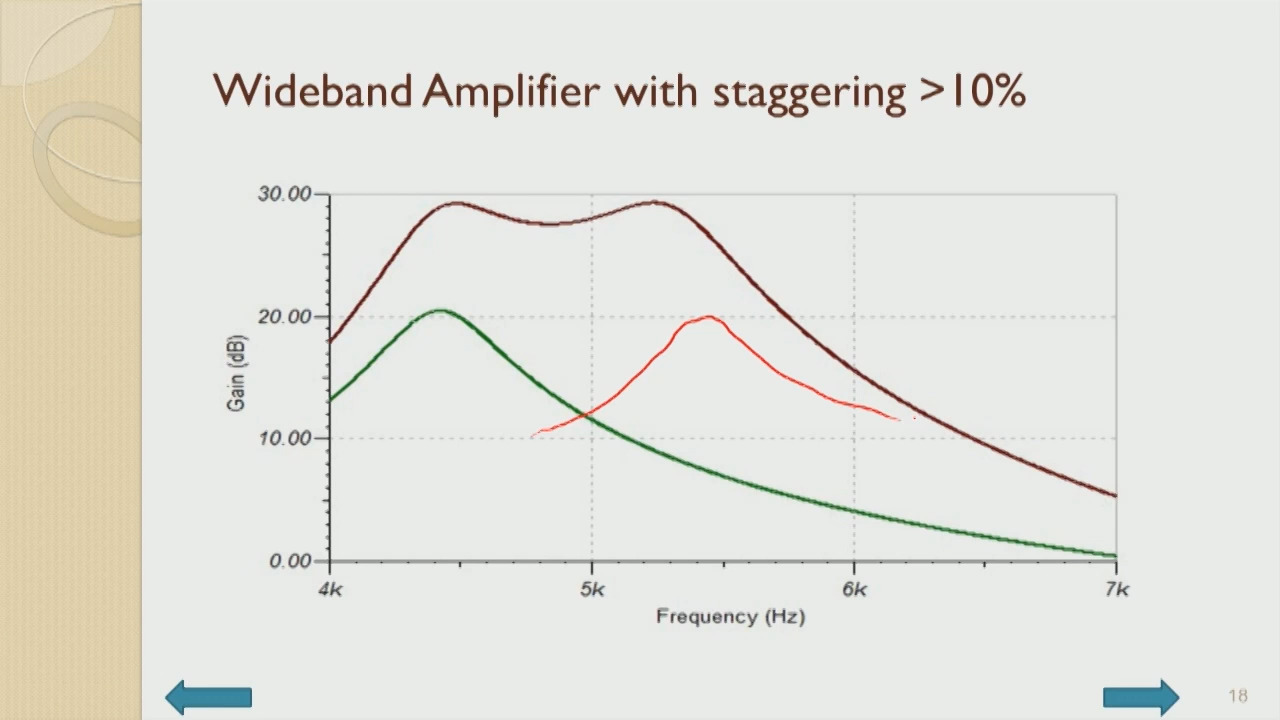 Wideband Amplifier with staggering >10%
30.00
20.00
10.00
0.00
Gain (dB)
4k 5k 6k 7k
Frequency (Hz)
18